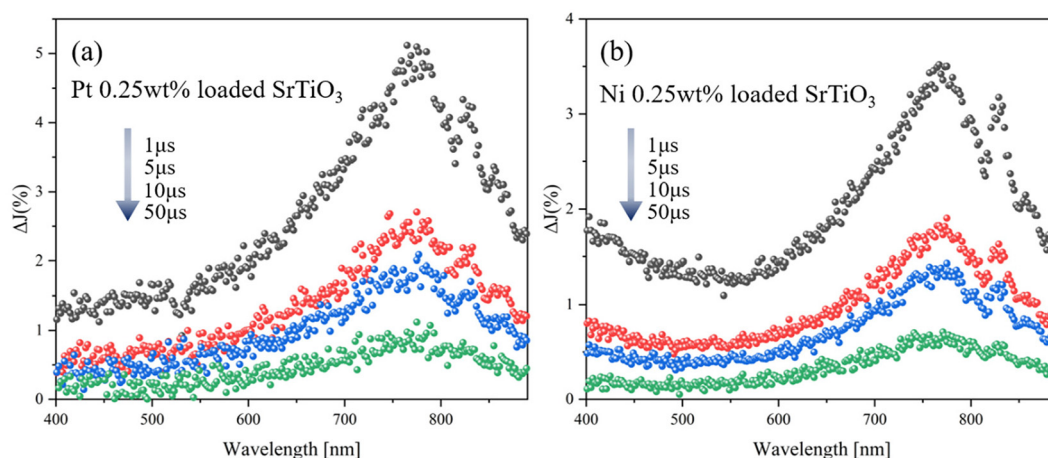 (a)
Pt 0.25wt% loaded SrTiO₃
1μs
5μs
10μs
50μs
ΔJ(%)
5
4
3
2
1
0
400 500 600 700 800
Wavelength [nm]
(b)
Ni 0.25wt% loaded SrTiO₃
1μs
5μs
10μs
50μs
ΔJ(%)
4
3
2
1
0
400 500 600 700 800
Wavelength [nm]